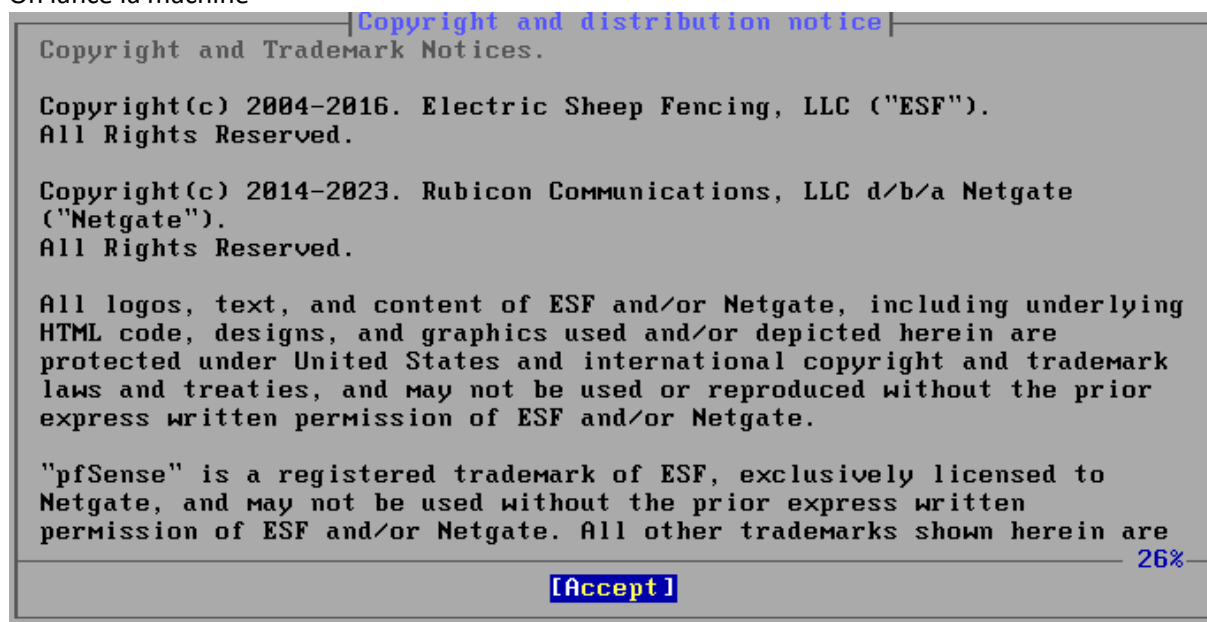 On lance la machine
Copyright and distribution notice
Copyright and Trademark Notices.
Copyright(c) 2004-2016. Electric Sheep Fencing, LLC ("ESF").
All Rights Reserved.
Copyright(c) 2014-2023. Rubicon Communications, LLC d/b/a Netgate
("Netgate").
All Rights Reserved.
All logos, text, and content of ESF and/or Netgate, including underlying
HTML code, designs, and graphics used and/or depicted herein are
protected under United States and international copyright and trademark
laws and treaties, and may not be used or reproduced without the prior
express written permission of ESF and/or Netgate.
"pfSense" is a registered trademark of ESF, exclusively licensed to
Netgate, and may not be used without the prior express written
permission of ESF and/or Netgate. All other trademarks shown herein are
26%
[Accept]